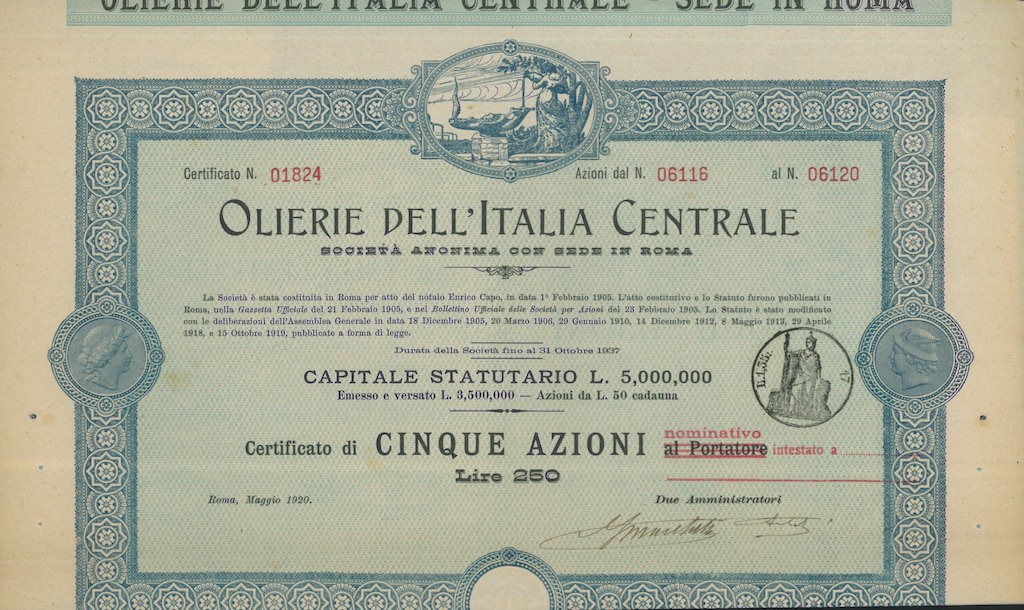 OLIERIE DELL'ITALIA CENTRALE - SEDE IN ROMA
Certificato N. 01824 Azioni dal N. 06116 al N. 06120
OLIERIE DELL'ITALIA CENTRALE
SOCIETÀ ANONIMA CON SEDE IN ROMA
La Società è stata costituita in Roma per atto del notaio Enrico Capo, in data 1º Febbraio 1905. L'atto costitutivo e lo Statuto furono pubblicati in
Roma, nella Gazzetta Ufficiale del 21 Febbraio 1905, e nel Bollettino Ufficiale delle Società per Azioni del 23 Febbraio 1905. Lo Statuto è stato modificato
con le deliberazioni dell'Assemblea Generale in data 18 Dicembre 1905, 20 Marzo 1906, 29 Gennaio 1910, 14 Dicembre 1912, 8 Maggio 1913, 29 Aprile
1918, e 15 Ottobre 1919, pubblicate a forma di legge.
Durata della Società fino al 31 Ottobre 1937
CAPITALE STATUTARIO L. 5,000,000
Emesso e versato L. 3,500,000 — Azioni da L. 50 cadauna
17
nominativo
Certificato di CINQUE AZIONI al Portatore intestato a
Lire 250
Roma, Maggio 1920. Due Amministratori